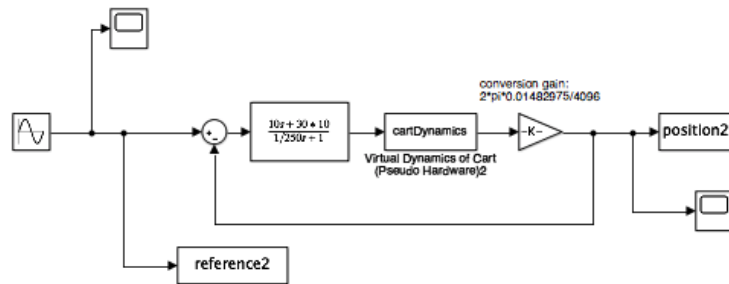 conversion gain:
2*pi*0.01482975/4096
+
-
10s + 30 * 10
1/250s + 1
cartDynamics
-K-
position2
Virtual Dynamics of Cart
(Pseudo Hardware)2
reference2